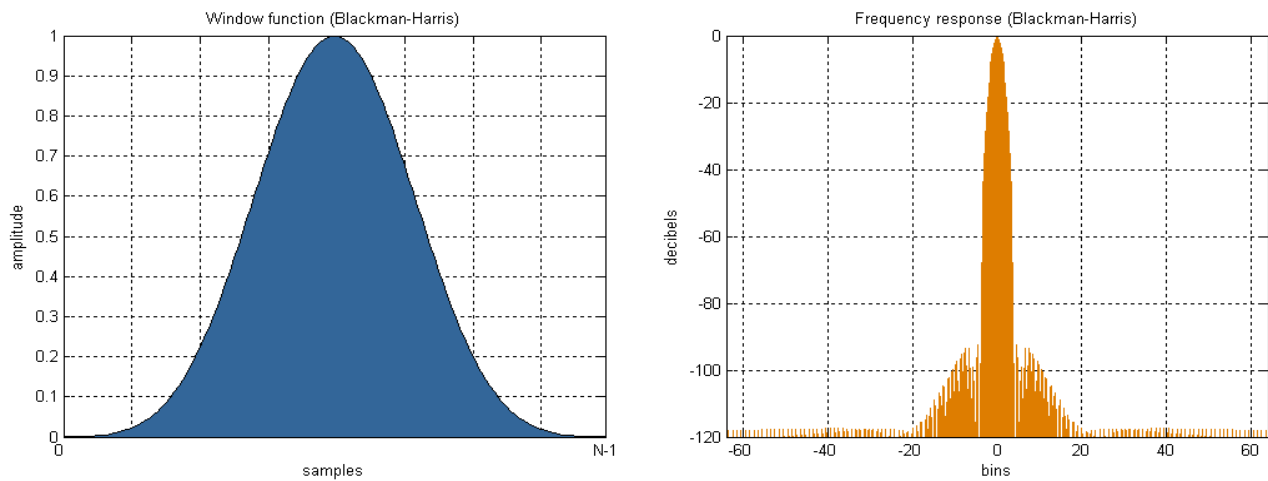 Window function (Blackman-Harris)
1
0.9
0.8
0.7
0.6
0.5
0.4
0.3
0.2
0.1
0
amplitude
0 N-1
samples
Frequency response (Blackman-Harris)
0
-20
-40
-60
-80
-100
-120
decibels
-60 -40 -20 0 20 40 60
bins